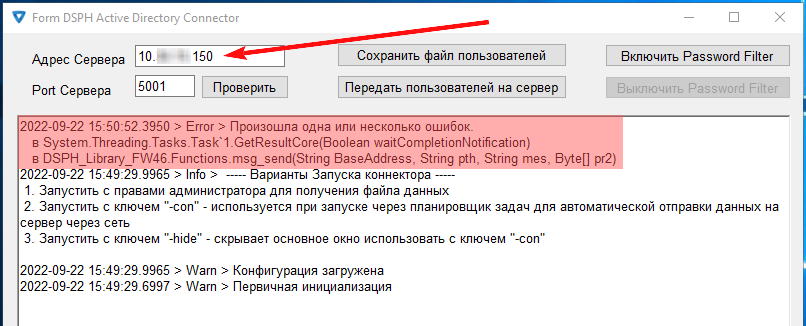 Form DSPH Active Directory Connector
Адрес Сервера 10. 150 Сохранить файл пользователей Включить Password Filter
Port Сервера 5001 Проверить Передать пользователей на сервер Выключить Password Filter
2022-09-22 15:50:52.3950 > Error > Произошла одна или несколько ошибок.
в System.Threading.Tasks.Task`1.GetResultCore(Boolean waitCompletionNotification)
в DSPH_Library_FW46.Functions.msg_send(String BaseAddress, String pth, String mes, Byte[] pr2)
2022-09-22 15:49:29.9965 > Info > ----- Варианты Запуска коннектора -----
1. Запустить с правами администратора для получения файла данных
2. Запустить с ключем "-con" - используется при запуске через планировщик задач для автоматической отправки данных на
сервер через сеть
3. Запустить с ключем "-hide" - скрывает основное окно использовать с ключем "-con"
2022-09-22 15:49:29.9965 > Warn > Конфигурация загружена
2022-09-22 15:49:29.6997 > Warn > Первичная инициализация